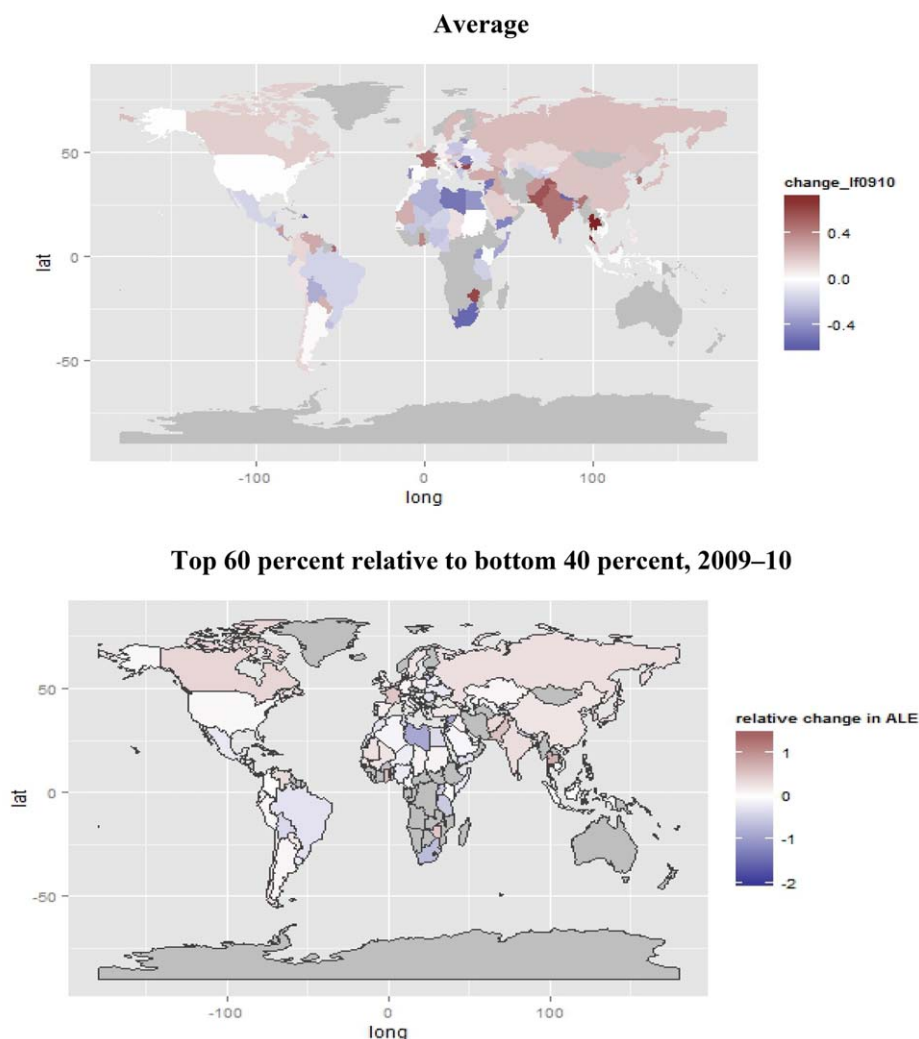 Average
lat
50
0
-50
-100
0
100
long
change_lf0910
0.4
0.0
-0.4
Top 60 percent relative to bottom 40 percent, 2009–10
lat
50
0
-50
-100
0
100
long
relative change in ALE
1
0
-1
-2